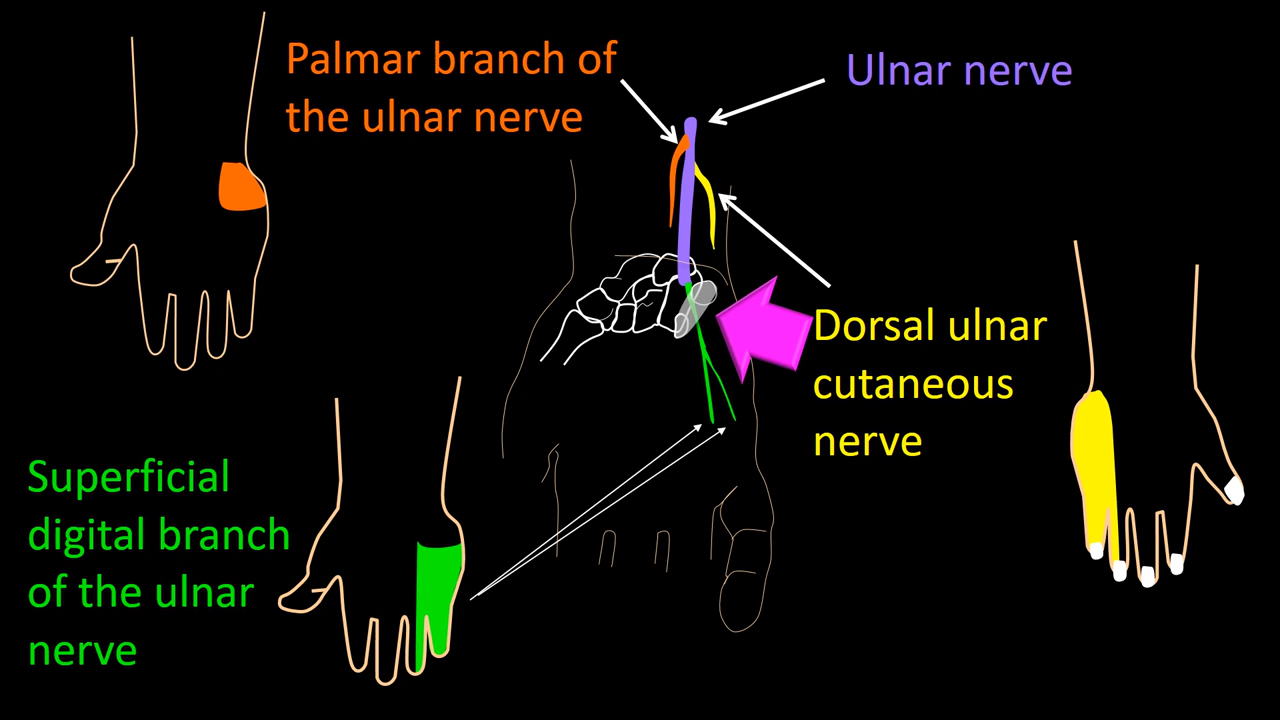 Palmar branch of
the ulnar nerve
Ulnar nerve
Dorsal ulnar
cutaneous
nerve
Superficial
digital branch
of the ulnar
nerve